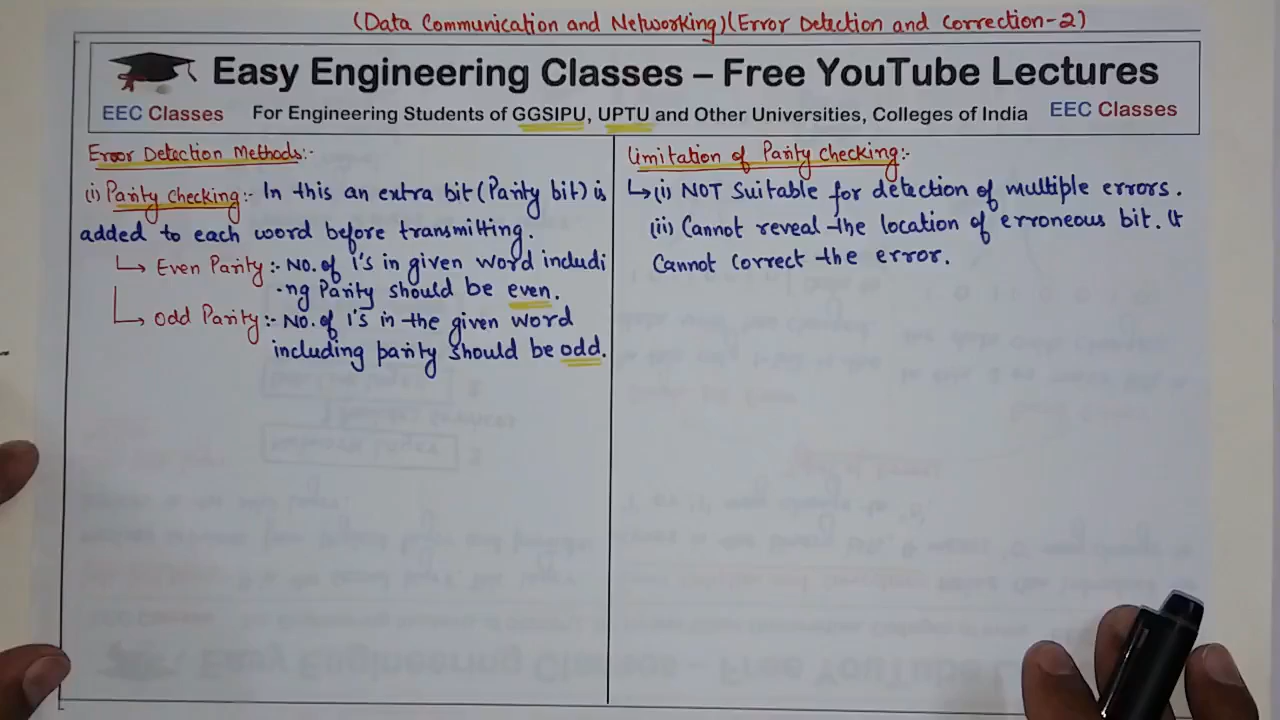 (Data Communication and Networking) (Error Detection and Correction-2)
Easy Engineering Classes – Free YouTube Lectures
EEC Classes For Engineering Students of GGSIPU, UPTU and Other Universities, Colleges of India EEC Classes
Error Detection Methods:-
(i) Parity Checking:- In this an extra bit (Parity bit) is
added to each word before transmitting.
↳ Even Parity:- No. of 1's in given word includi
-ng Parity should be even.
↳ Odd Parity:- No. of 1's in the given word
including parity should be odd.
Limitation of Parity Checking:-
↳ (i) NOT Suitable for detection of multiple errors.
(ii) Cannot reveal the location of erroneous bit. &
Cannot correct the error.